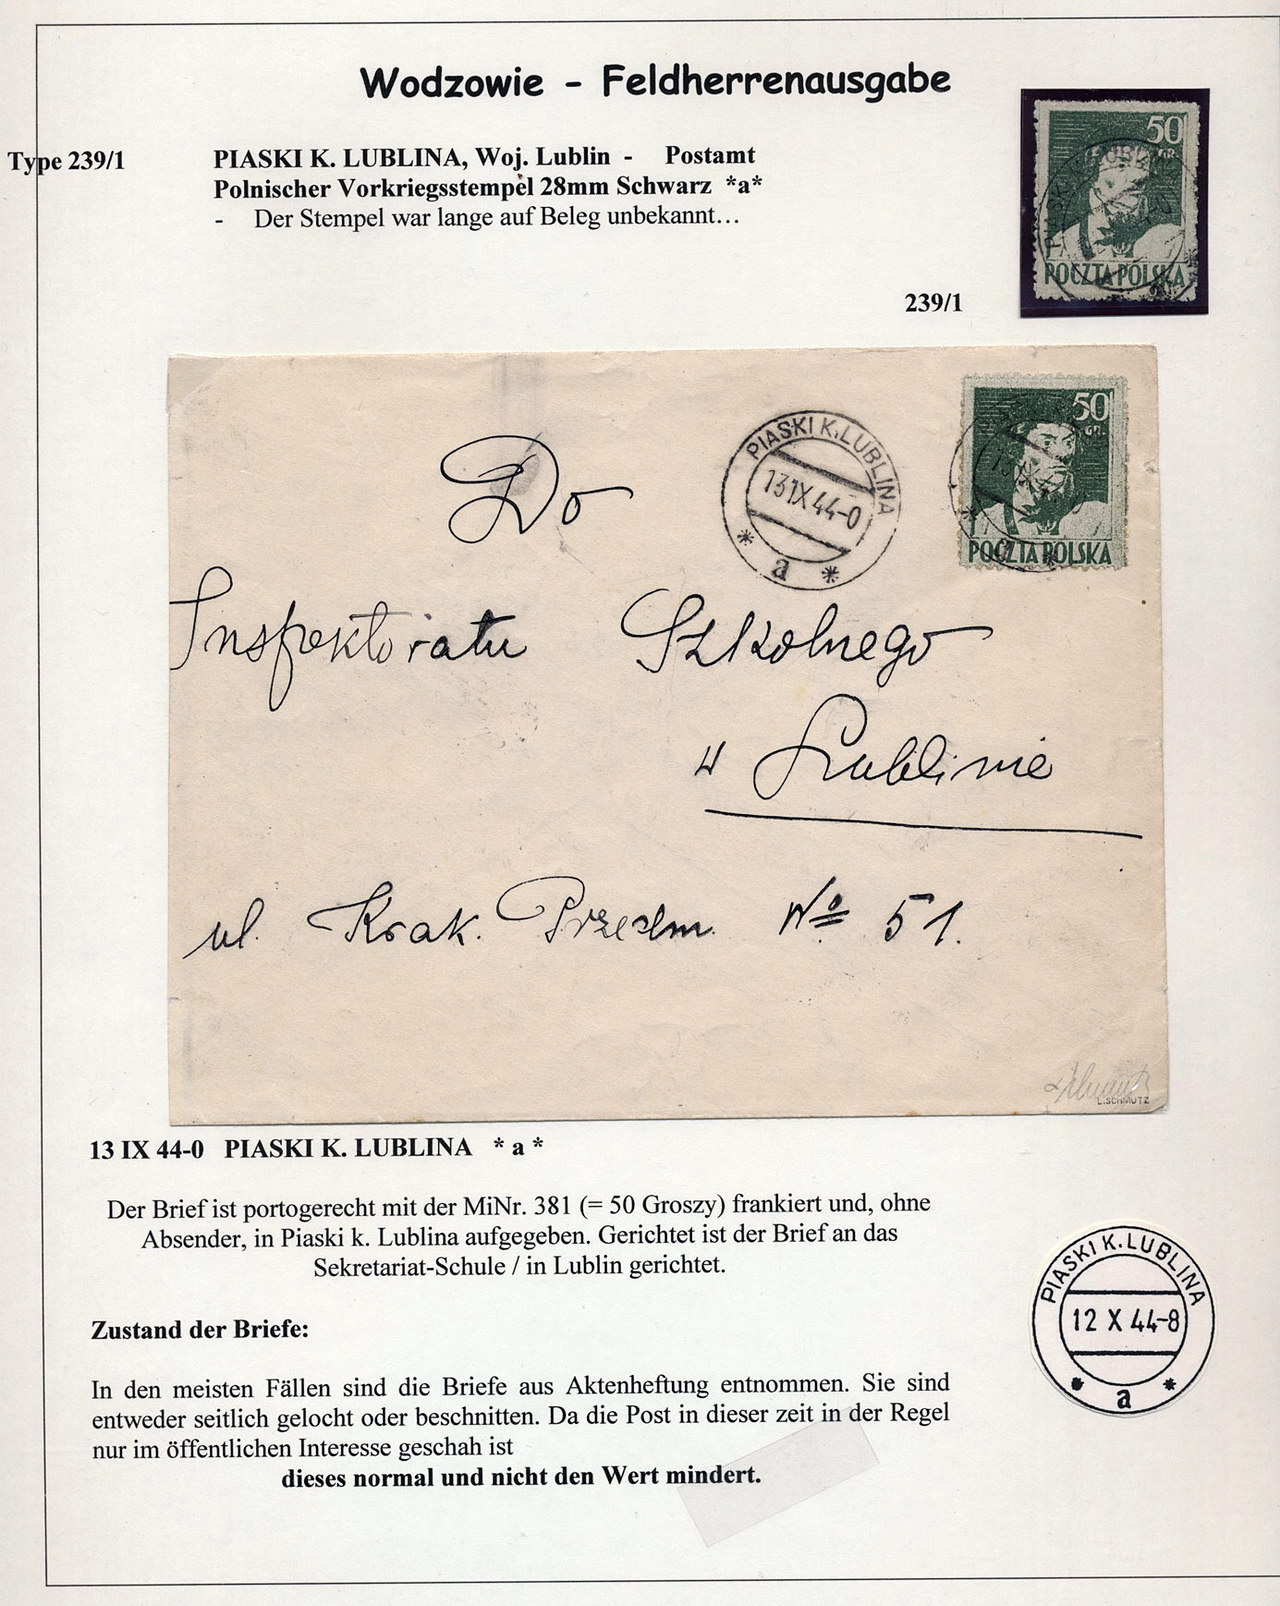 Wodzowie - Feldherrenausgabe
Type 239/1
PIASKI K. LUBLINA, Woj. Lublin - Postamt
Polnischer Vorkriegsstempel 28mm Schwarz *a*
- Der Stempel war lange auf Beleg unbekannt...
50 GR.
POCZTA POLSKA
239/1
PIASKI K. LUBLINA
13 IX 44-0
* a *
50 GR.
POCZTA POLSKA
Do
Inspektoratu Szkolnego
w Lublinie
ul. Krak. Przedm. No 51.
L. SCHMUTZ
13 IX 44-0 PIASKI K. LUBLINA * a *
Der Brief ist portogerecht mit der MiNr. 381 (= 50 Groszy) frankiert und, ohne
Absender, in Piaski k. Lublina aufgegeben. Gerichtet ist der Brief an das
Sekretariat-Schule / in Lublin gerichtet.
PIASKI K. LUBLINA
12 X 44-8
* a *
Zustand der Briefe:
In den meisten Fällen sind die Briefe aus Aktenheftung entnommen. Sie sind
entweder seitlich gelocht oder beschnitten. Da die Post in dieser zeit in der Regel
nur im öffentlichen Interesse geschah ist
dieses normal und nicht den Wert mindert.